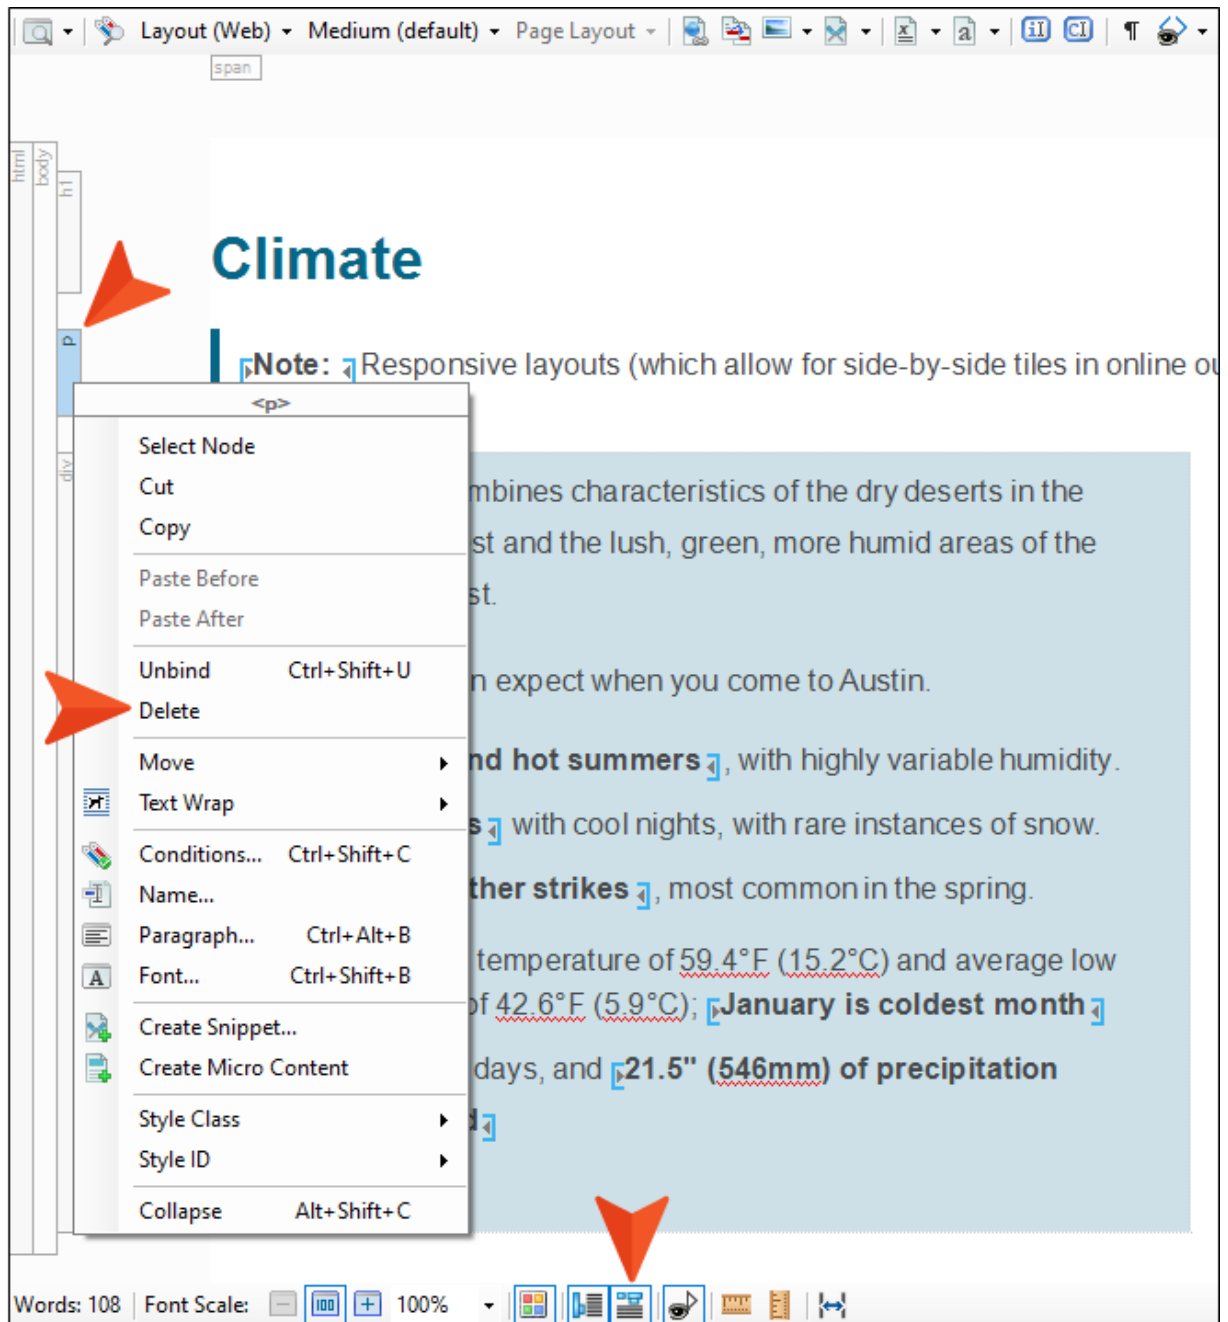 Layout (Web) Medium (default) Page Layout
span
html
body
h1
Climate
p
Note: Responsive layouts (which allow for side-by-side tiles in online ou
<p>
div
Select Node
Cut
Copy
Paste Before
Paste After
Unbind Ctrl+Shift+U
Delete
Move
Text Wrap
Conditions... Ctrl+Shift+C
Name...
Paragraph... Ctrl+Alt+B
Font... Ctrl+Shift+B
Create Snippet...
Create Micro Content
Style Class
Style ID
Collapse Alt+Shift+C
mbines characteristics of the dry deserts in the
st and the lush, green, more humid areas of the
st.
n expect when you come to Austin.
nd hot summers, with highly variable humidity.
s with cool nights, with rare instances of snow.
ther strikes, most common in the spring.
temperature of 59.4°F (15.2°C) and average low
of 42.6°F (5.9°C); January is coldest month
days, and 21.5" (546mm) of precipitation
d
Words: 108 Font Scale: 100 100%